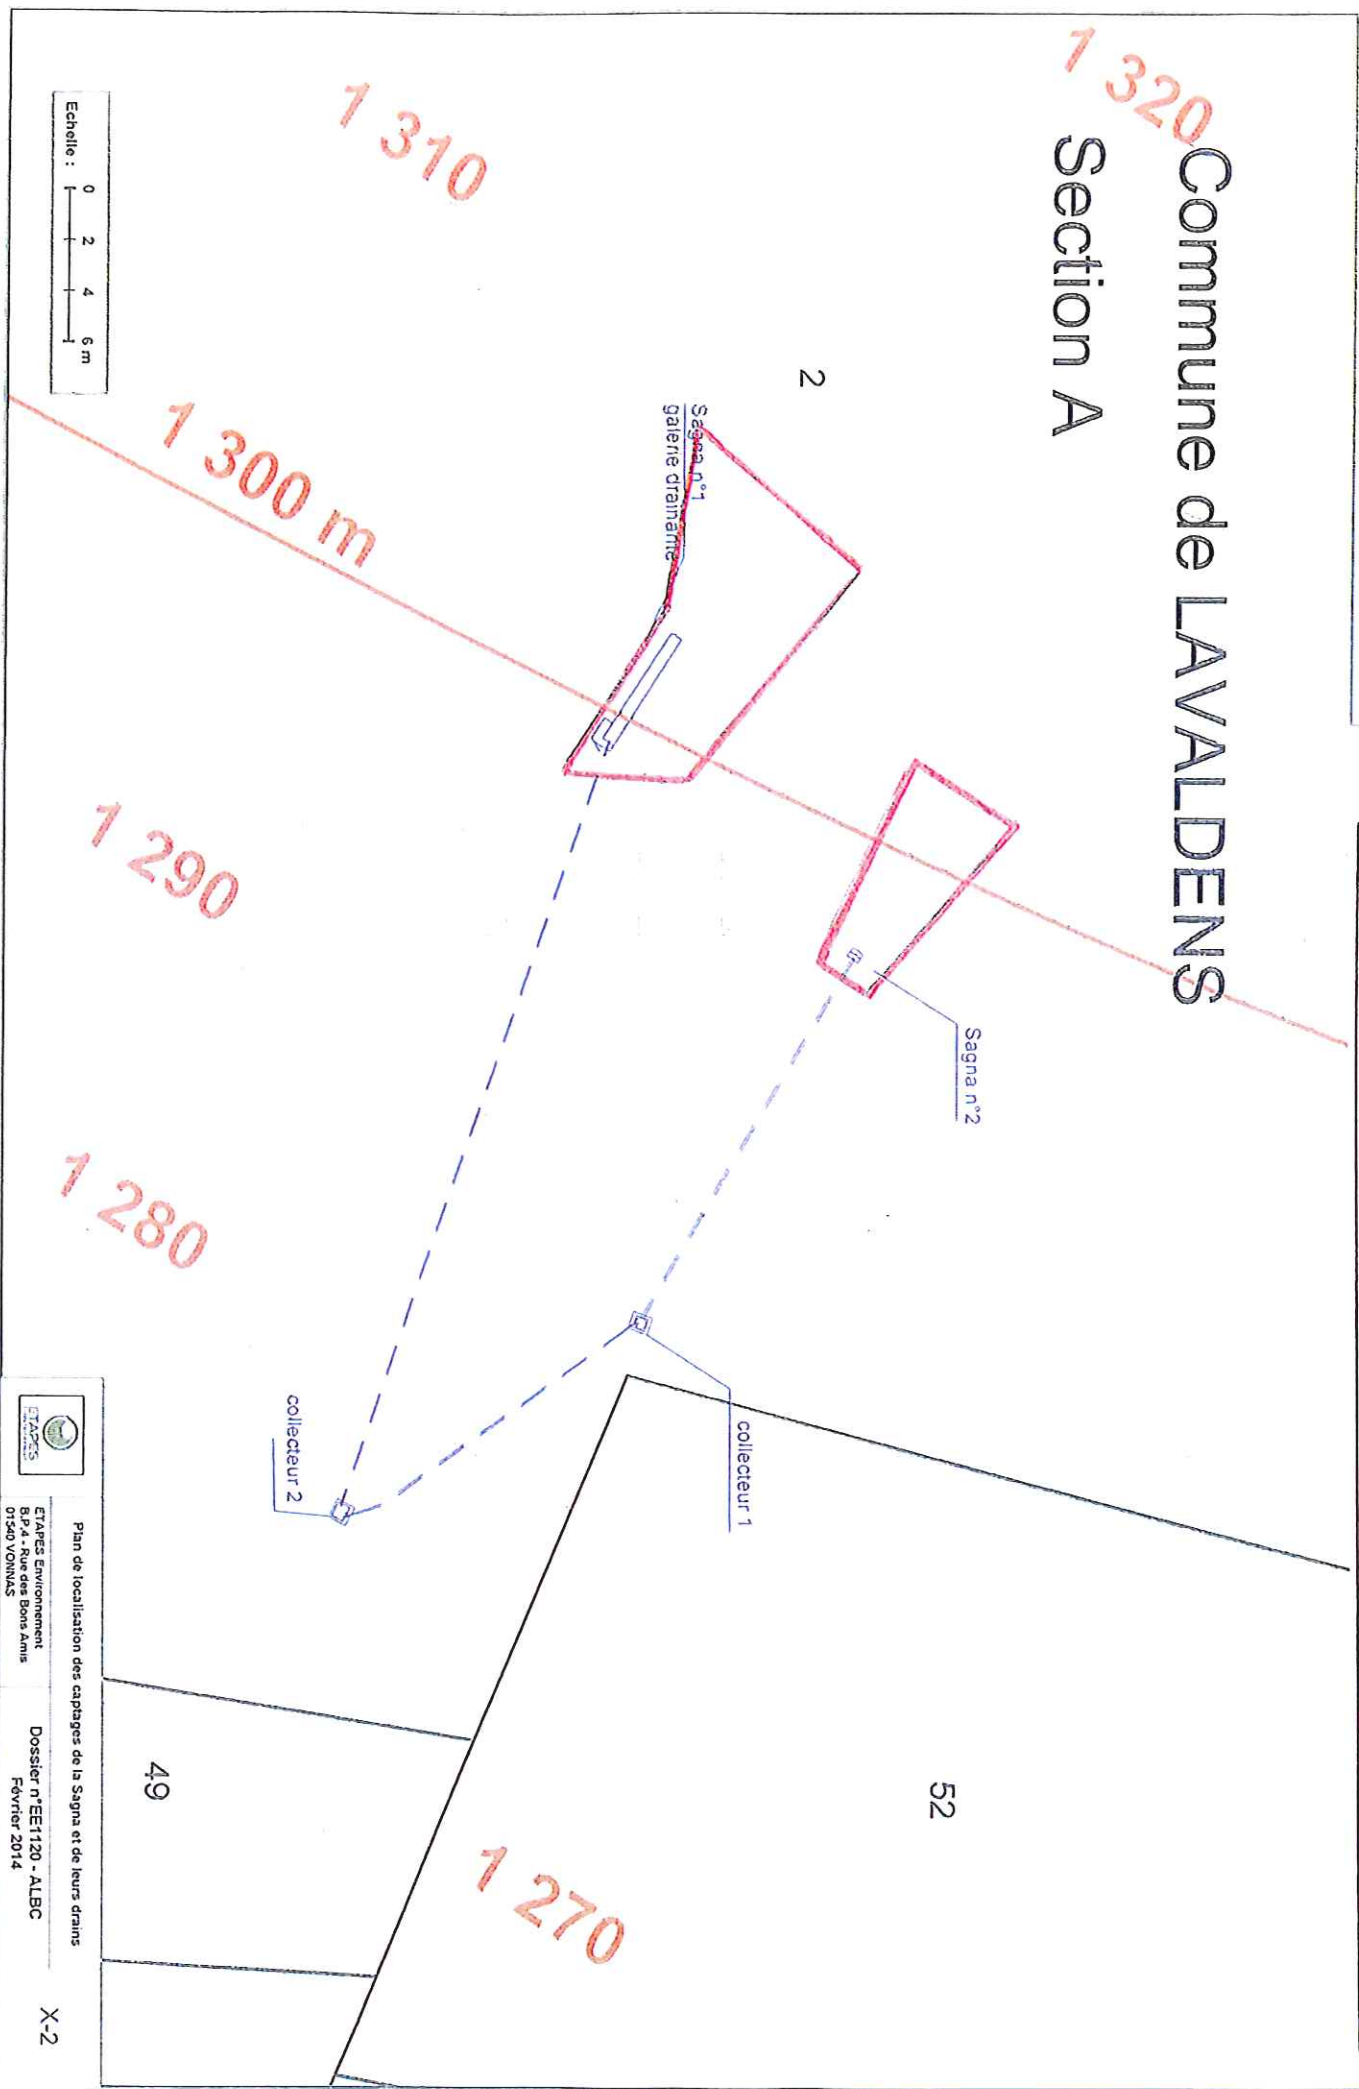 Commune de LAVALDENS
Section A
1 320
1 310
1 300 m
1 290
1 280
1 270
2
Sagna n°1
galerie drainante
Sagna n°2
collecteur 1
collecteur 2
52
49
Echelle :
0 2 4 6 m
ETAPES
Plan de localisation des captages de la Sagna et de leurs drains
ETAPES Environnement
B.P.4 - Rue des Bons Amis
01540 VONNAS
Dossier n°EE1120 - ALBC
Février 2014
X-2